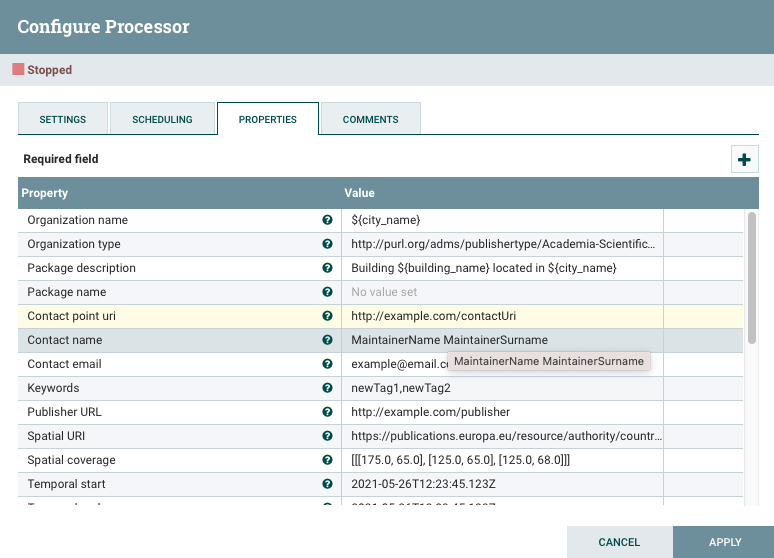 Configure Processor
Stopped
SETTINGS SCHEDULING PROPERTIES COMMENTS
Required field
Property Value
Organization name ${city_name}
Organization type http://purl.org/adms/publishertype/Academia-Scientific...
Package description Building ${building_name} located in ${city_name}
Package name No value set
Contact point uri http://example.com/contactUri
Contact name MaintainerName MaintainerSurname
Contact email example@email.c
MaintainerName MaintainerSurname
Keywords newTag1,newTag2
Publisher URL http://example.com/publisher
Spatial URI https://publications.europa.eu/resource/authority/countr...
Spatial coverage [[[175.0, 65.0], [125.0, 65.0], [125.0, 68.0]]]
Temporal start 2021-05-26T12:23:45.123Z
CANCEL APPLY